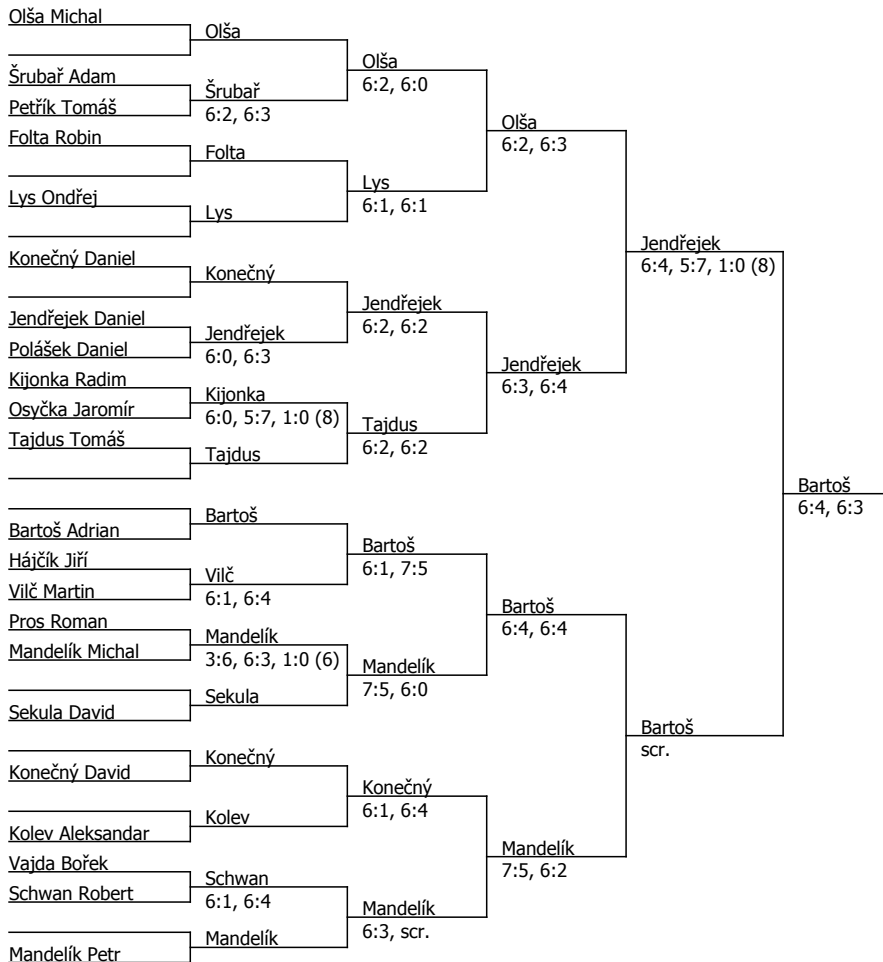 Olša Michal
Šrubař Adam
Petřík Tomáš
Folta Robin
Lys Ondřej
Konečný Daniel
Jendřejek Daniel
Polášek Daniel
Kijonka Radim
Osyčka Jaromír
Tajdus Tomáš
Bartoš Adrian
Hájčík Jiří
Vilč Martin
Pros Roman
Mandelík Michal
Sekula David
Konečný David
Kolev Aleksandar
Vajda Bořek
Schwan Robert
Mandelík Petr
Olša
Šrubař
6:2, 6:3
Folta
Lys
Konečný
Jendřejek
6:0, 6:3
Kijonka
6:0, 5:7, 1:0 (8)
Tajdus
Bartoš
Vilč
6:1, 6:4
Mandelík
3:6, 6:3, 1:0 (6)
Sekula
Konečný
Kolev
Schwan
6:1, 6:4
Mandelík
Olša
6:2, 6:0
Lys
6:1, 6:1
Jendřejek
6:2, 6:2
Tajdus
6:2, 6:2
Bartoš
6:1, 7:5
Mandelík
7:5, 6:0
Konečný
6:1, 6:4
Mandelík
6:3, scr.
Olša
6:2, 6:3
Jendřejek
6:3, 6:4
Bartoš
6:4, 6:4
Mandelík
7:5, 6:2
Jendřejek
6:4, 5:7, 1:0 (8)
Bartoš
scr.
Bartoš
6:4, 6:3